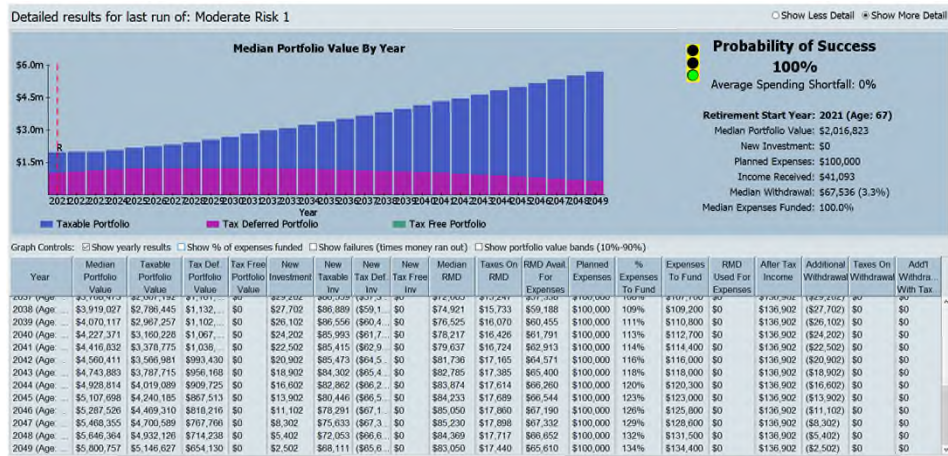 Detailed results for last run of: Moderate Risk 1
Show Less Detail Show More Detail
Median Portfolio Value By Year
$6.0m
$4.5m
$3.0m
$1.5m
R
2021 2022 2023 2024 2025 2026 2027 2028 2029 2030 2031 2032 2033 2034 2035 2036 2037 2038 2039 2040 2041 2042 2043 2044 2045 2046 2047 2048 2049
Year
Taxable Portfolio Tax Deferred Portfolio Tax Free Portfolio
Probability of Success
100%
Average Spending Shortfall: 0%
Retirement Start Year: 2021 (Age: 67)
Median Portfolio Value: $2,016,823
New Investment: $0
Planned Expenses: $100,000
Income Received: $41,093
Median Withdrawal: $67,536 (3.3%)
Median Expenses Funded: 100.0%
Graph Controls: Show yearly results Show % of expenses funded Show failures (times money ran out) Show portfolio value bands (10%-90%)
Year Median Portfolio Value Taxable Portfolio Value Tax Def. Portfolio Value Tax Free Portfolio Value New Investment New Taxable Inv New Tax Def. Inv New Tax Free Inv Median RMD Taxes On RMD RMD Avail. For Expenses Planned Expenses % Expenses To Fund Expenses To Fund RMD Used For Expenses After Tax Income Additional Withdrawal Taxes On Withdrawal Add'l Withdra... With Tax...
2038 (Age: ... $3,919,027 $2,786,445 $1,132,... $0 $27,702 $86,889 ($59,1... $0 $74,921 $15,733 $59,188 $100,000 109% $109,200 $0 $136,902 ($27,702) $0 $0
2039 (Age: ... $4,070,117 $2,967,257 $1,102,... $0 $26,102 $86,556 ($60,4... $0 $76,525 $16,070 $60,455 $100,000 111% $110,800 $0 $136,902 ($26,102) $0 $0
2040 (Age: ... $4,227,371 $3,160,228 $1,067,... $0 $24,202 $85,993 ($61,7... $0 $78,217 $16,426 $61,791 $100,000 113% $112,700 $0 $136,902 ($24,202) $0 $0
2041 (Age: ... $4,416,832 $3,378,775 $1,038,... $0 $22,502 $85,415 ($62,9... $0 $79,637 $16,724 $62,913 $100,000 114% $114,400 $0 $136,902 ($22,502) $0 $0
2042 (Age: ... $4,560,411 $3,566,981 $993,430 $0 $20,902 $85,473 ($64,5... $0 $81,736 $17,165 $64,571 $100,000 116% $116,000 $0 $136,902 ($20,902) $0 $0
2043 (Age: ... $4,743,883 $3,787,715 $956,168 $0 $18,902 $84,302 ($65,4... $0 $82,785 $17,385 $65,400 $100,000 118% $118,000 $0 $136,902 ($18,902) $0 $0
2044 (Age: ... $4,928,814 $4,019,089 $909,725 $0 $16,602 $82,862 ($66,2... $0 $83,874 $17,614 $66,260 $100,000 120% $120,300 $0 $136,902 ($16,602) $0 $0
2045 (Age: ... $5,107,698 $4,240,185 $867,513 $0 $13,902 $80,446 ($66,5... $0 $84,233 $17,689 $66,544 $100,000 123% $123,000 $0 $136,902 ($13,902) $0 $0
2046 (Age: ... $5,287,526 $4,469,310 $818,216 $0 $11,102 $78,291 ($67,1... $0 $85,050 $17,860 $67,190 $100,000 126% $125,800 $0 $136,902 ($11,102) $0 $0
2047 (Age: ... $5,468,355 $4,700,589 $767,766 $0 $8,302 $75,633 ($67,3... $0 $85,230 $17,898 $67,332 $100,000 129% $128,600 $0 $136,902 ($8,302) $0 $0
2048 (Age: ... $5,646,364 $4,932,126 $714,238 $0 $5,402 $72,053 ($66,6... $0 $84,369 $17,717 $66,652 $100,000 132% $131,500 $0 $136,902 ($5,402) $0 $0
2049 (Age: ... $5,800,757 $5,146,627 $654,130 $0 $2,502 $68,111 ($65,6... $0 $83,050 $17,440 $65,610 $100,000 134% $134,400 $0 $136,902 ($2,502) $0 $0